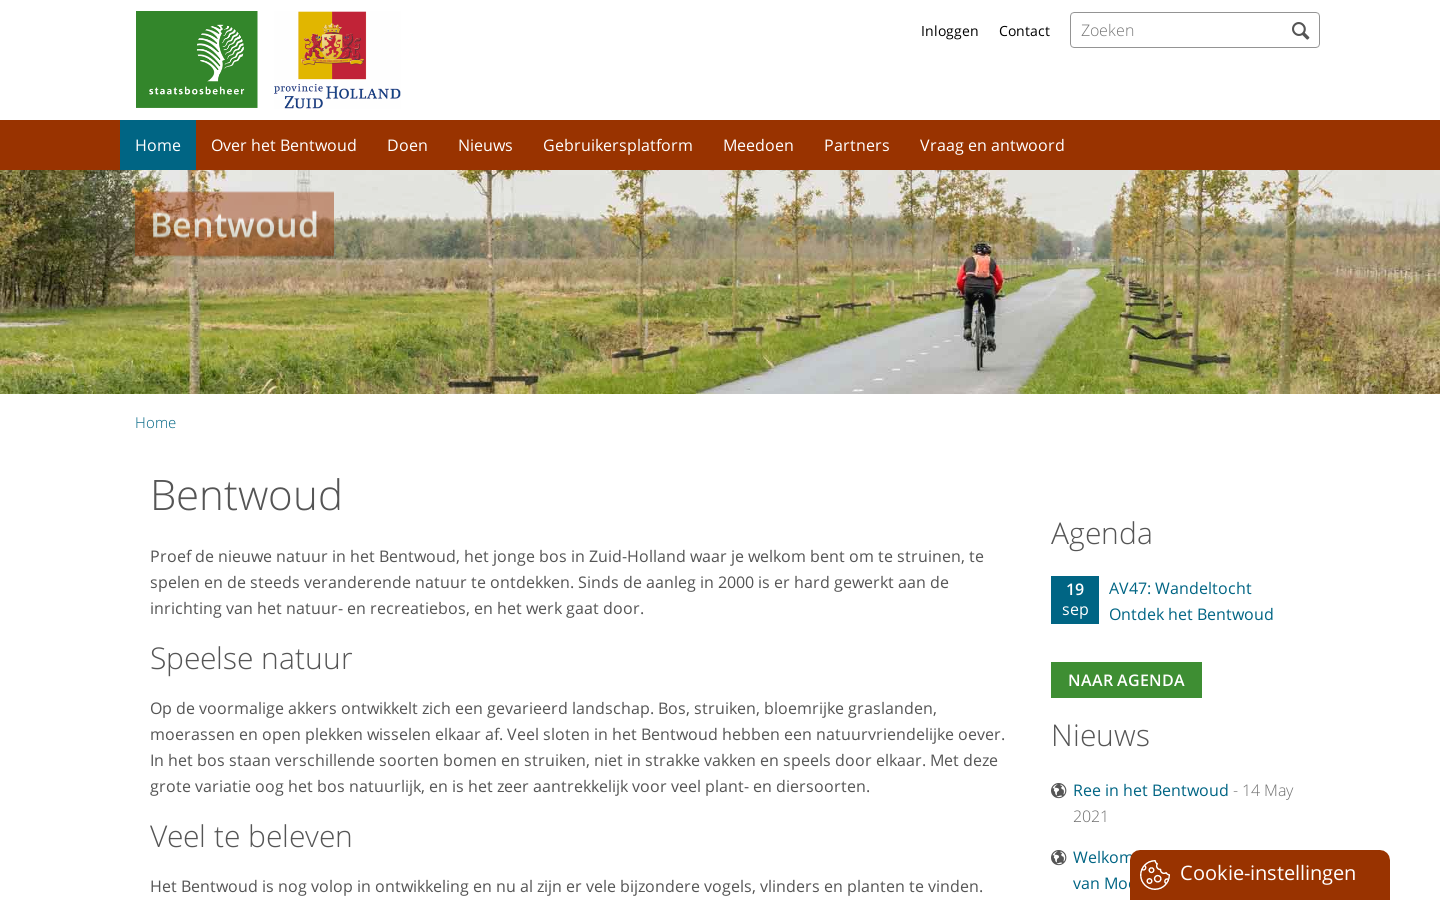 staatsbosbeheer
provincie
ZUID HOLLAND
Inloggen
Contact
Zoeken
Home
Over het Bentwoud
Doen
Nieuws
Gebruikersplatform
Meedoen
Partners
Vraag en antwoord
Bentwoud
Home
Bentwoud
Proef de nieuwe natuur in het Bentwoud, het jonge bos in Zuid-Holland waar je welkom bent om te struinen, te
spelen en de steeds veranderende natuur te ontdekken. Sinds de aanleg in 2000 is er hard gewerkt aan de
inrichting van het natuur- en recreatiebos, en het werk gaat door.
Speelse natuur
Op de voormalige akkers ontwikkelt zich een gevarieerd landschap. Bos, struiken, bloemrijke graslanden,
moerassen en open plekken wisselen elkaar af. Veel sloten in het Bentwoud hebben een natuurvriendelijke oever.
In het bos staan verschillende soorten bomen en struiken, niet in strakke vakken en speels door elkaar. Met deze
grote variatie oog het bos natuurlijk, en is het zeer aantrekkelijk voor veel plant- en diersoorten.
Veel te beleven
Het Bentwoud is nog volop in ontwikkeling en nu al zijn er vele bijzondere vogels, vlinders en planten te vinden.
Agenda
19
sep
AV47: Wandeltocht
Ontdek het Bentwoud
NAAR AGENDA
Nieuws
Ree in het Bentwoud - 14 May
2021
Welkom
van
Cookie-instellingen